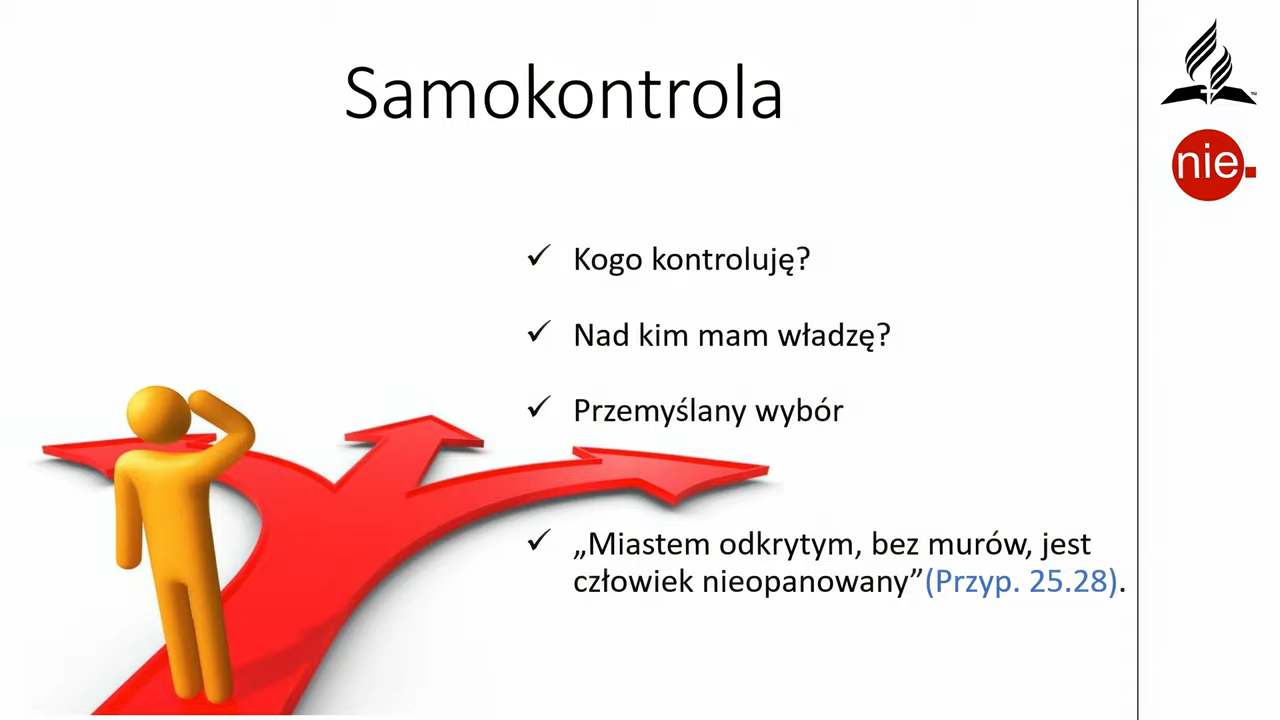 Samokontrola
nie.
Kogo kontroluję?
Nad kim mam władzę?
Przemyślany wybór
„Miastem odkrytym, bez murów, jest
człowiek nieopanowany”(Przyp. 25.28).